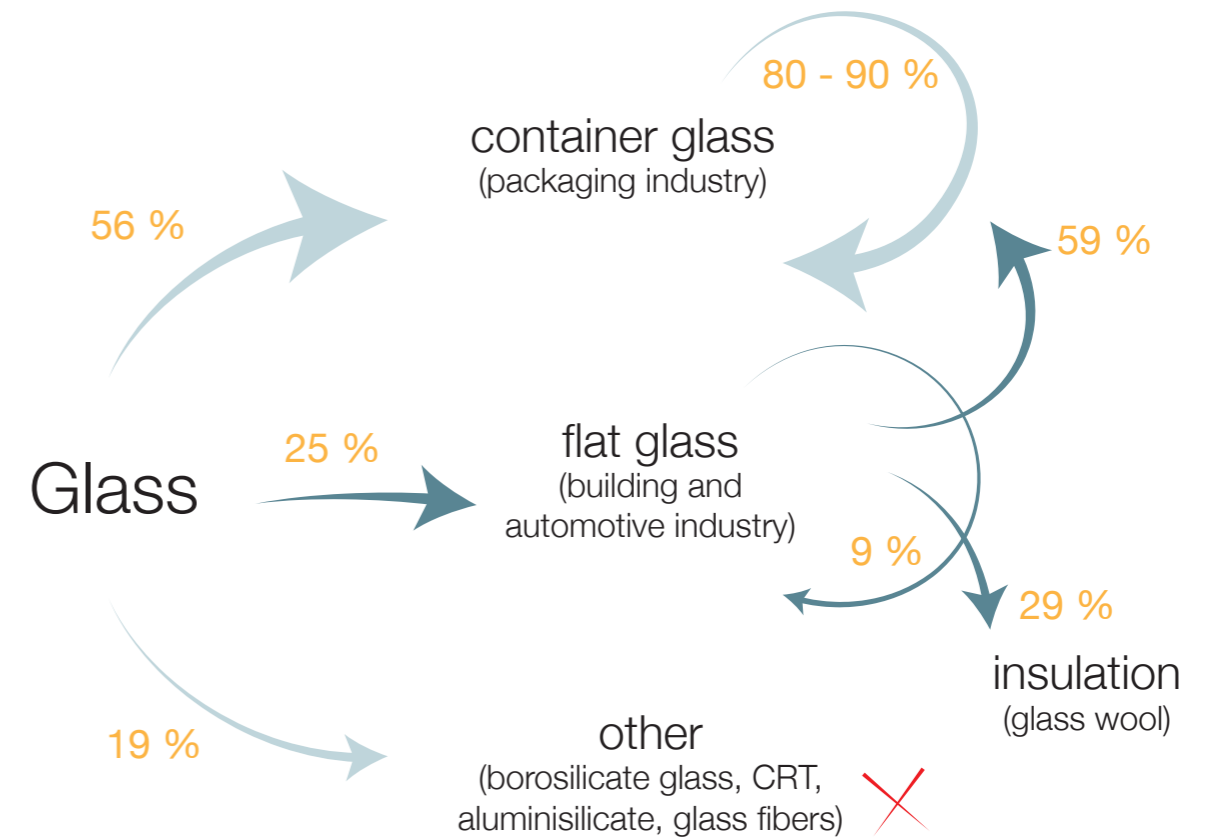 80 - 90 %
container glass
(packaging industry)
56 %
59 %
Glass
25 %
flat glass
(building and
automotive industry)
9 %
29 %
insulation
(glass wool)
19 %
other
(borosilicate glass, CRT,
aluminisilicate, glass fibers)